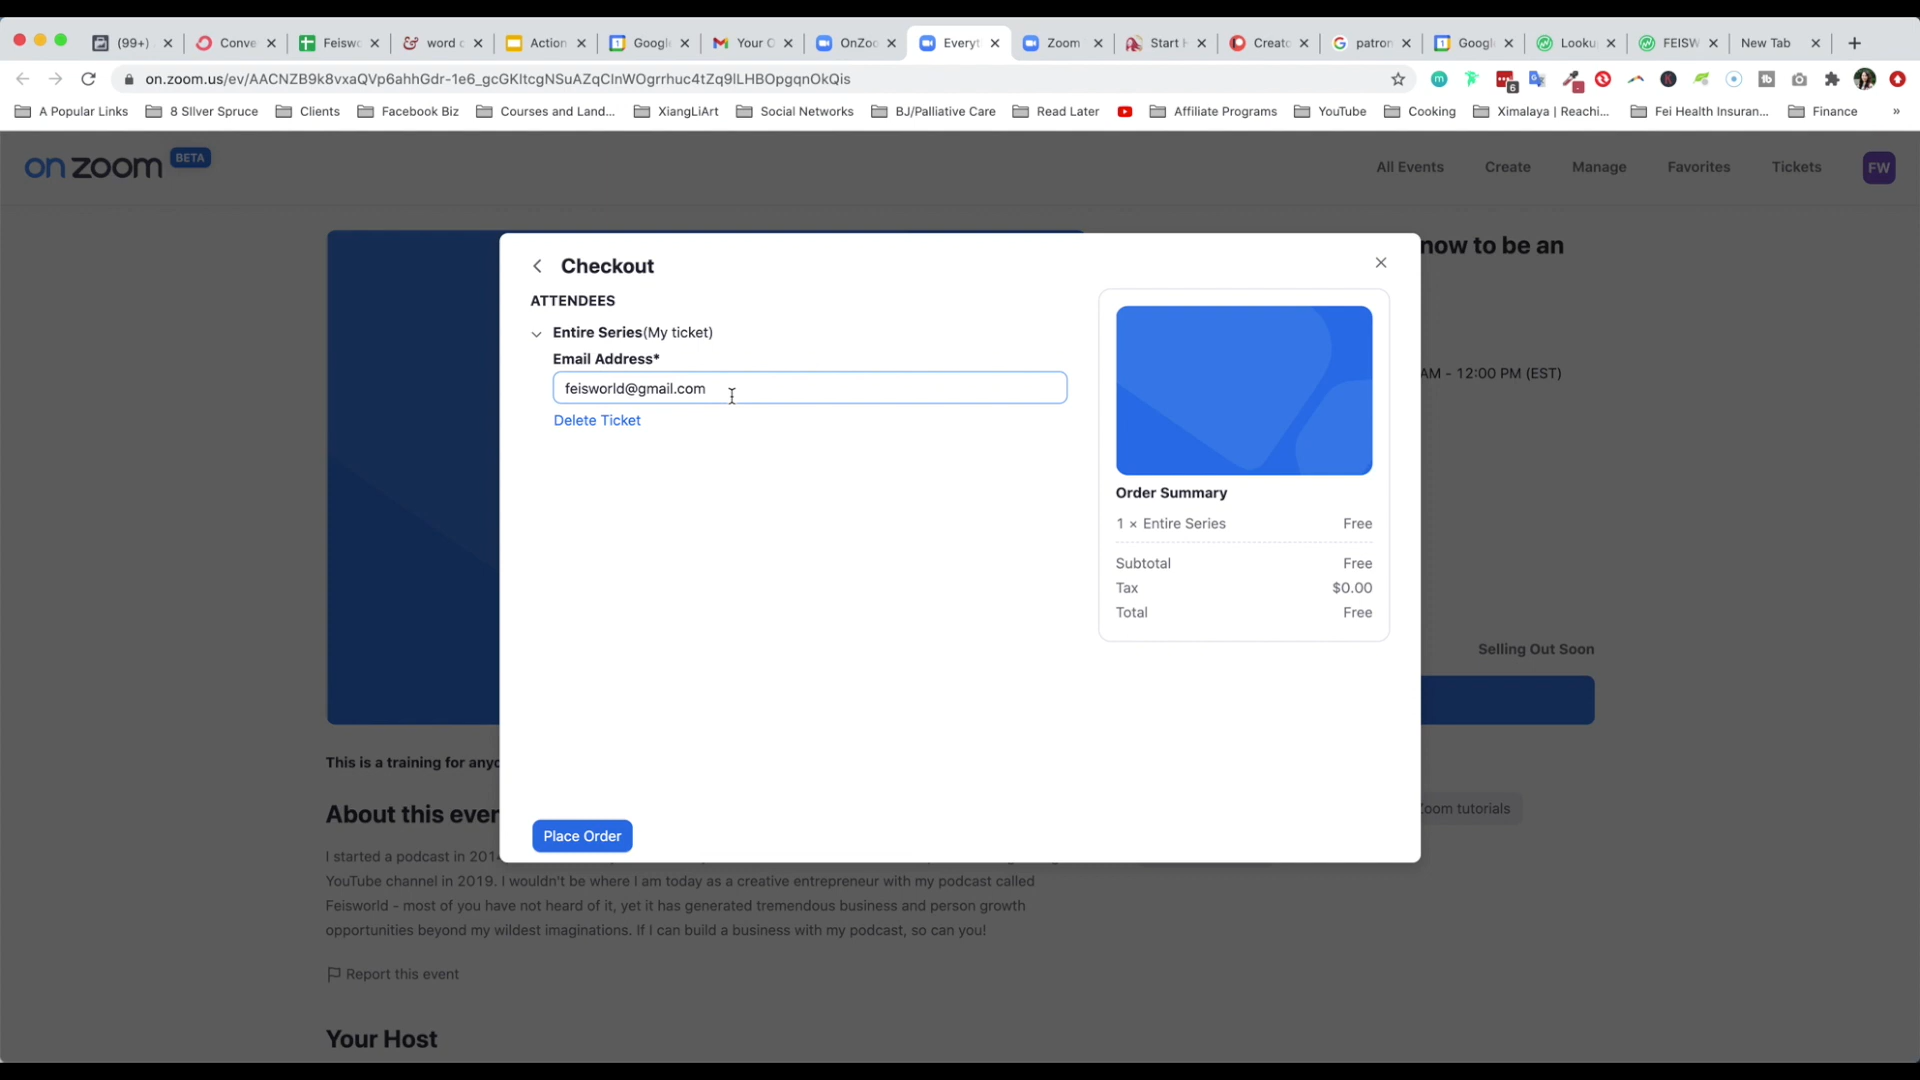 (99+)
Conve
Feiswo
word c
Action
Google
Your O
OnZoo
Everyt
Zoom
Start H
Creato
patron
Google
Looku
FEISW
New Tab
on.zoom.us/ev/AACNZB9k8vxaQVp6ahhGdr-1e6_gcGKItcgNSuAZqCInWOgrrhuc4tZq9ILHBOpgqnOkQis
6
A Popular Links
8 SIlver Spruce
Clients
Facebook Biz
Courses and Land...
XiangLiArt
Social Networks
BJ/Palliative Care
Read Later
Affiliate Programs
YouTube
Cooking
Ximalaya | Reachi...
Fei Health Insuran...
Finance
»
on zoom BETA
All Events
Create
Manage
Favorites
Tickets
FW
Checkout
ATTENDEES
Entire Series(My ticket)
Email Address*
feisworld@gmail.com
Delete Ticket
Place Order
Order Summary
1 × Entire Series Free
Subtotal Free
Tax $0.00
Total Free
now to be an
AM - 12:00 PM (EST)
Selling Out Soon
Zoom tutorials
This is a training for anyo
About this ever
I started a podcast in 201
YouTube channel in 2019. I wouldn't be where I am today as a creative entrepreneur with my podcast called
Feisworld - most of you have not heard of it, yet it has generated tremendous business and person growth
opportunities beyond my wildest imaginations. If I can build a business with my podcast, so can you!
Report this event
Your Host